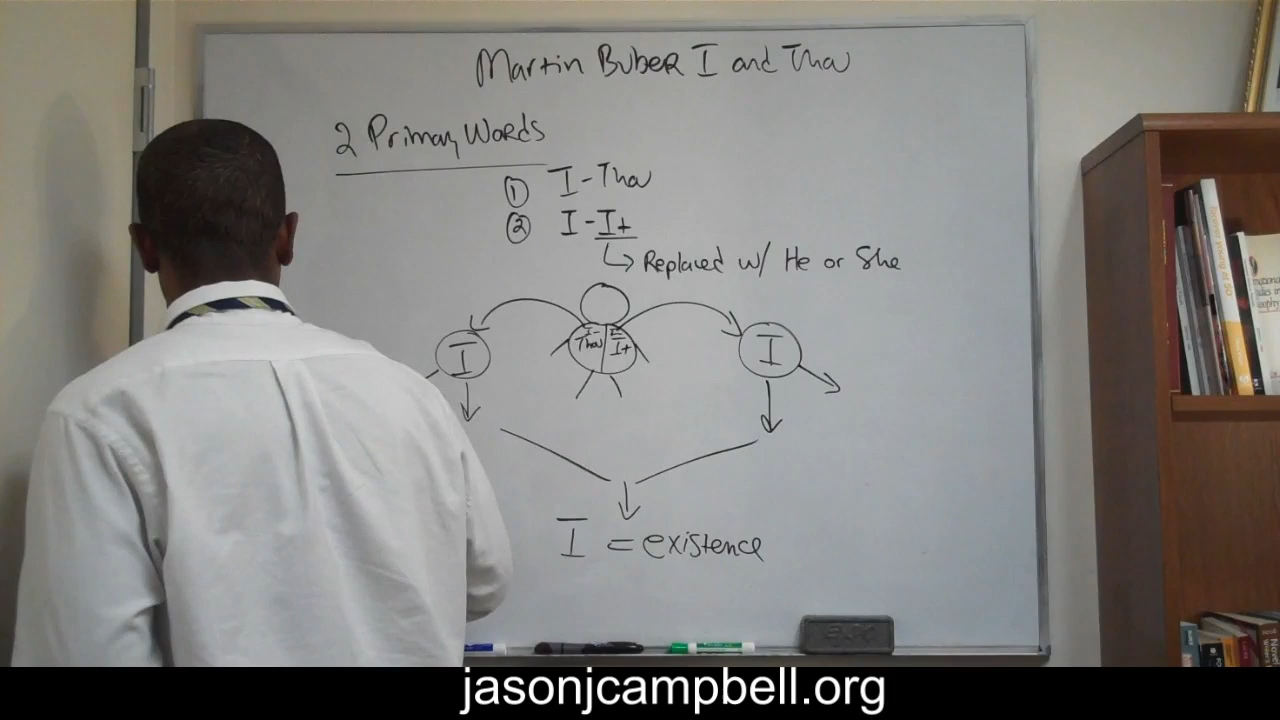 Martin Buber I and Thou
2 Primary Words
① I-Thou
② I-It
↳ Replaced w/ He or She
I-
Thou
I-
It
I
I
I = existence
EXPO
jasonjcampbell.org